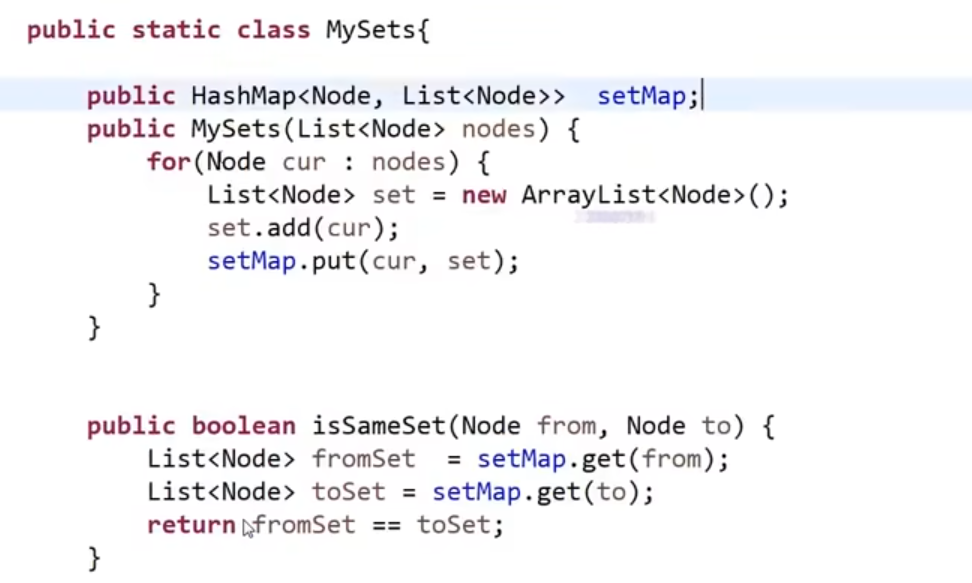 public static class MySets{
public HashMap<Node, List<Node>>  setMap;
public MySets(List<Node> nodes) {
for(Node cur : nodes) {
List<Node> set = new ArrayList<Node>();
set.add(cur);
setMap.put(cur, set);
}
}
public boolean isSameSet(Node from, Node to) {
List<Node> fromSet  = setMap.get(from);
List<Node> toSet = setMap.get(to);
return fromSet == toSet;
}